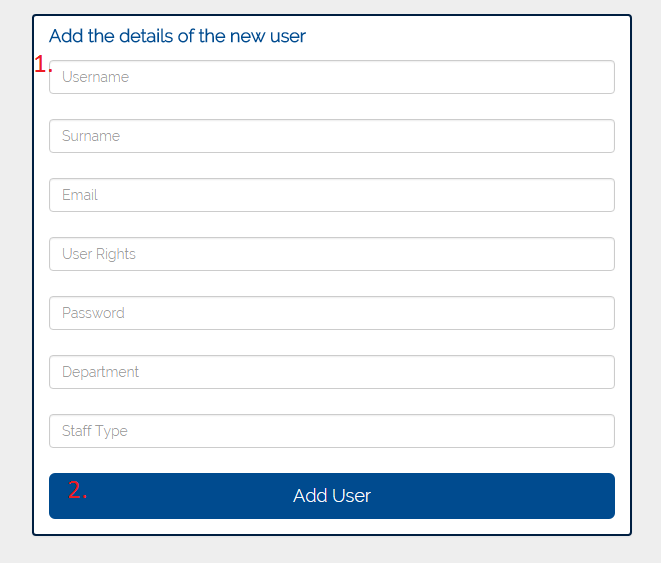 Add the details of the new user
1.
Username
Surname
Email
User Rights
Password
Department
Staff Type
2.
Add User